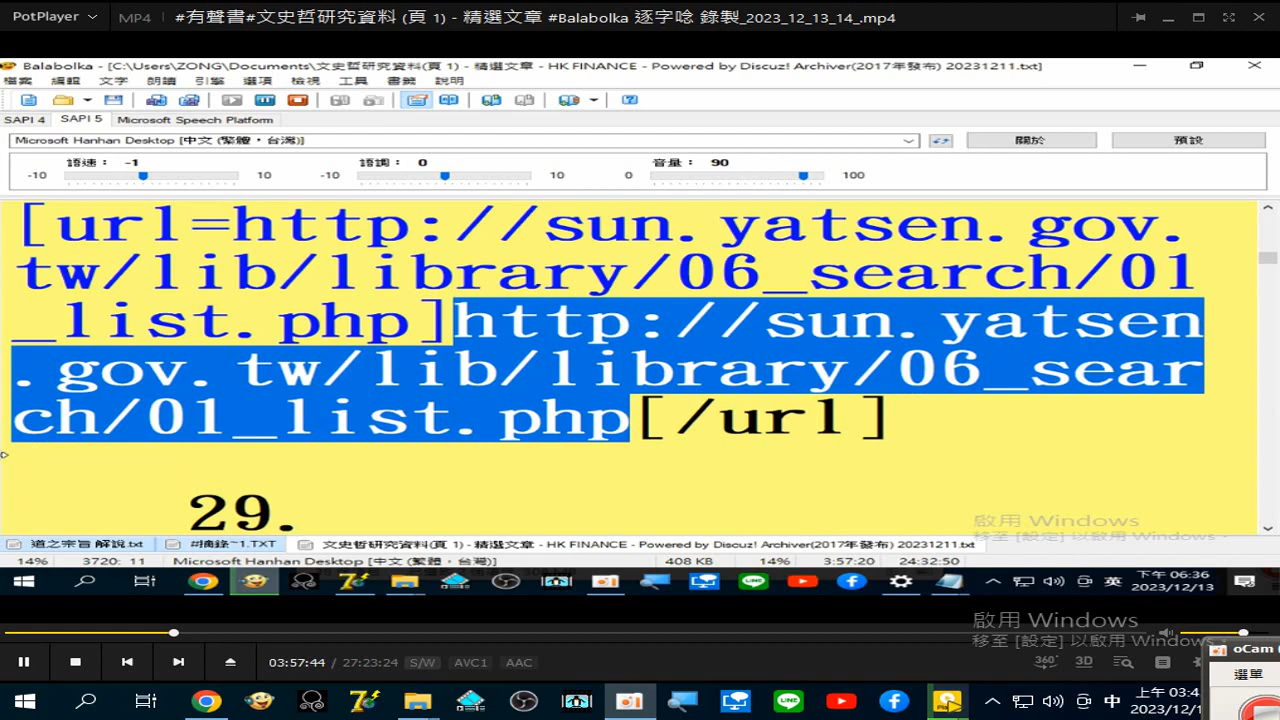 PotPlayer MP4 #有聲書#文史哲研究資料 (頁 1) - 精選文章 #Balabolka 逐字唸 錄製_2023_12_13_14_.mp4
Balabolka - [C:\Users\ZONG\Documents\文史哲研究資料(頁 1) - 精選文章 - HK FINANCE - Powered by Discuz! Archiver(2017年發布) 20231211.txt]
檔案 編輯 文字 朗讀 引擎 選項 檢視 工具 書籤 說明
SAPI 4 SAPI 5 Microsoft Speech Platform
Microsoft Hanhan Desktop [中文 (繁體，台灣)] 關於 預設
語速： -1 語調： 0 音量： 90
-10 10 -10 10 0 100
[url=http://sun.yatsen.gov.
tw/lib/library/06_search/01
_list.php]http://sun.yatsen
.gov.tw/lib/library/06_sear
ch/01_list.php[/url]
29.
啟用 Windows
移至 [設定] 以啟用 Windows。
道之宗旨 解說.txt #摘錄~1.TXT 文史哲研究資料(頁 1) - 精選文章 - HK FINANCE - Powered by Discuz! Archiver(2017年發布) 20231211.txt
14% 3720: 11 Microsoft Hanhan Desktop [中文 (繁體，台灣)] 408 KB 14% 3:57:20 24:32:50
英 下午 06:36
2023/12/13
啟用 Windows
移至 [設定] 以啟用 Windows
oCam
03:57:44 / 27:23:24 S/W AVC1 AAC 360° 3D
選單
中 上午 03:4
2023/12/1